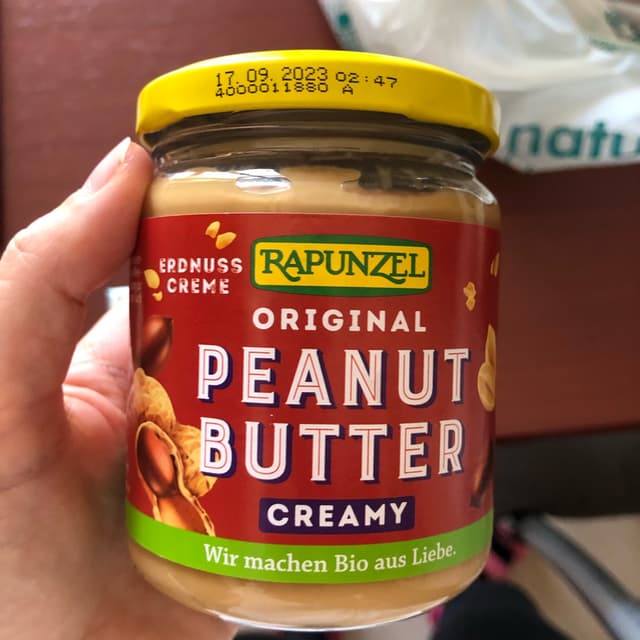 17.09.2023 02:47
4000011880 A
ERDNUSS
CREME
RAPUNZEL
ORIGINAL
PEANUT
BUTTER
CREAMY
Wir machen Bio aus Liebe.
natu